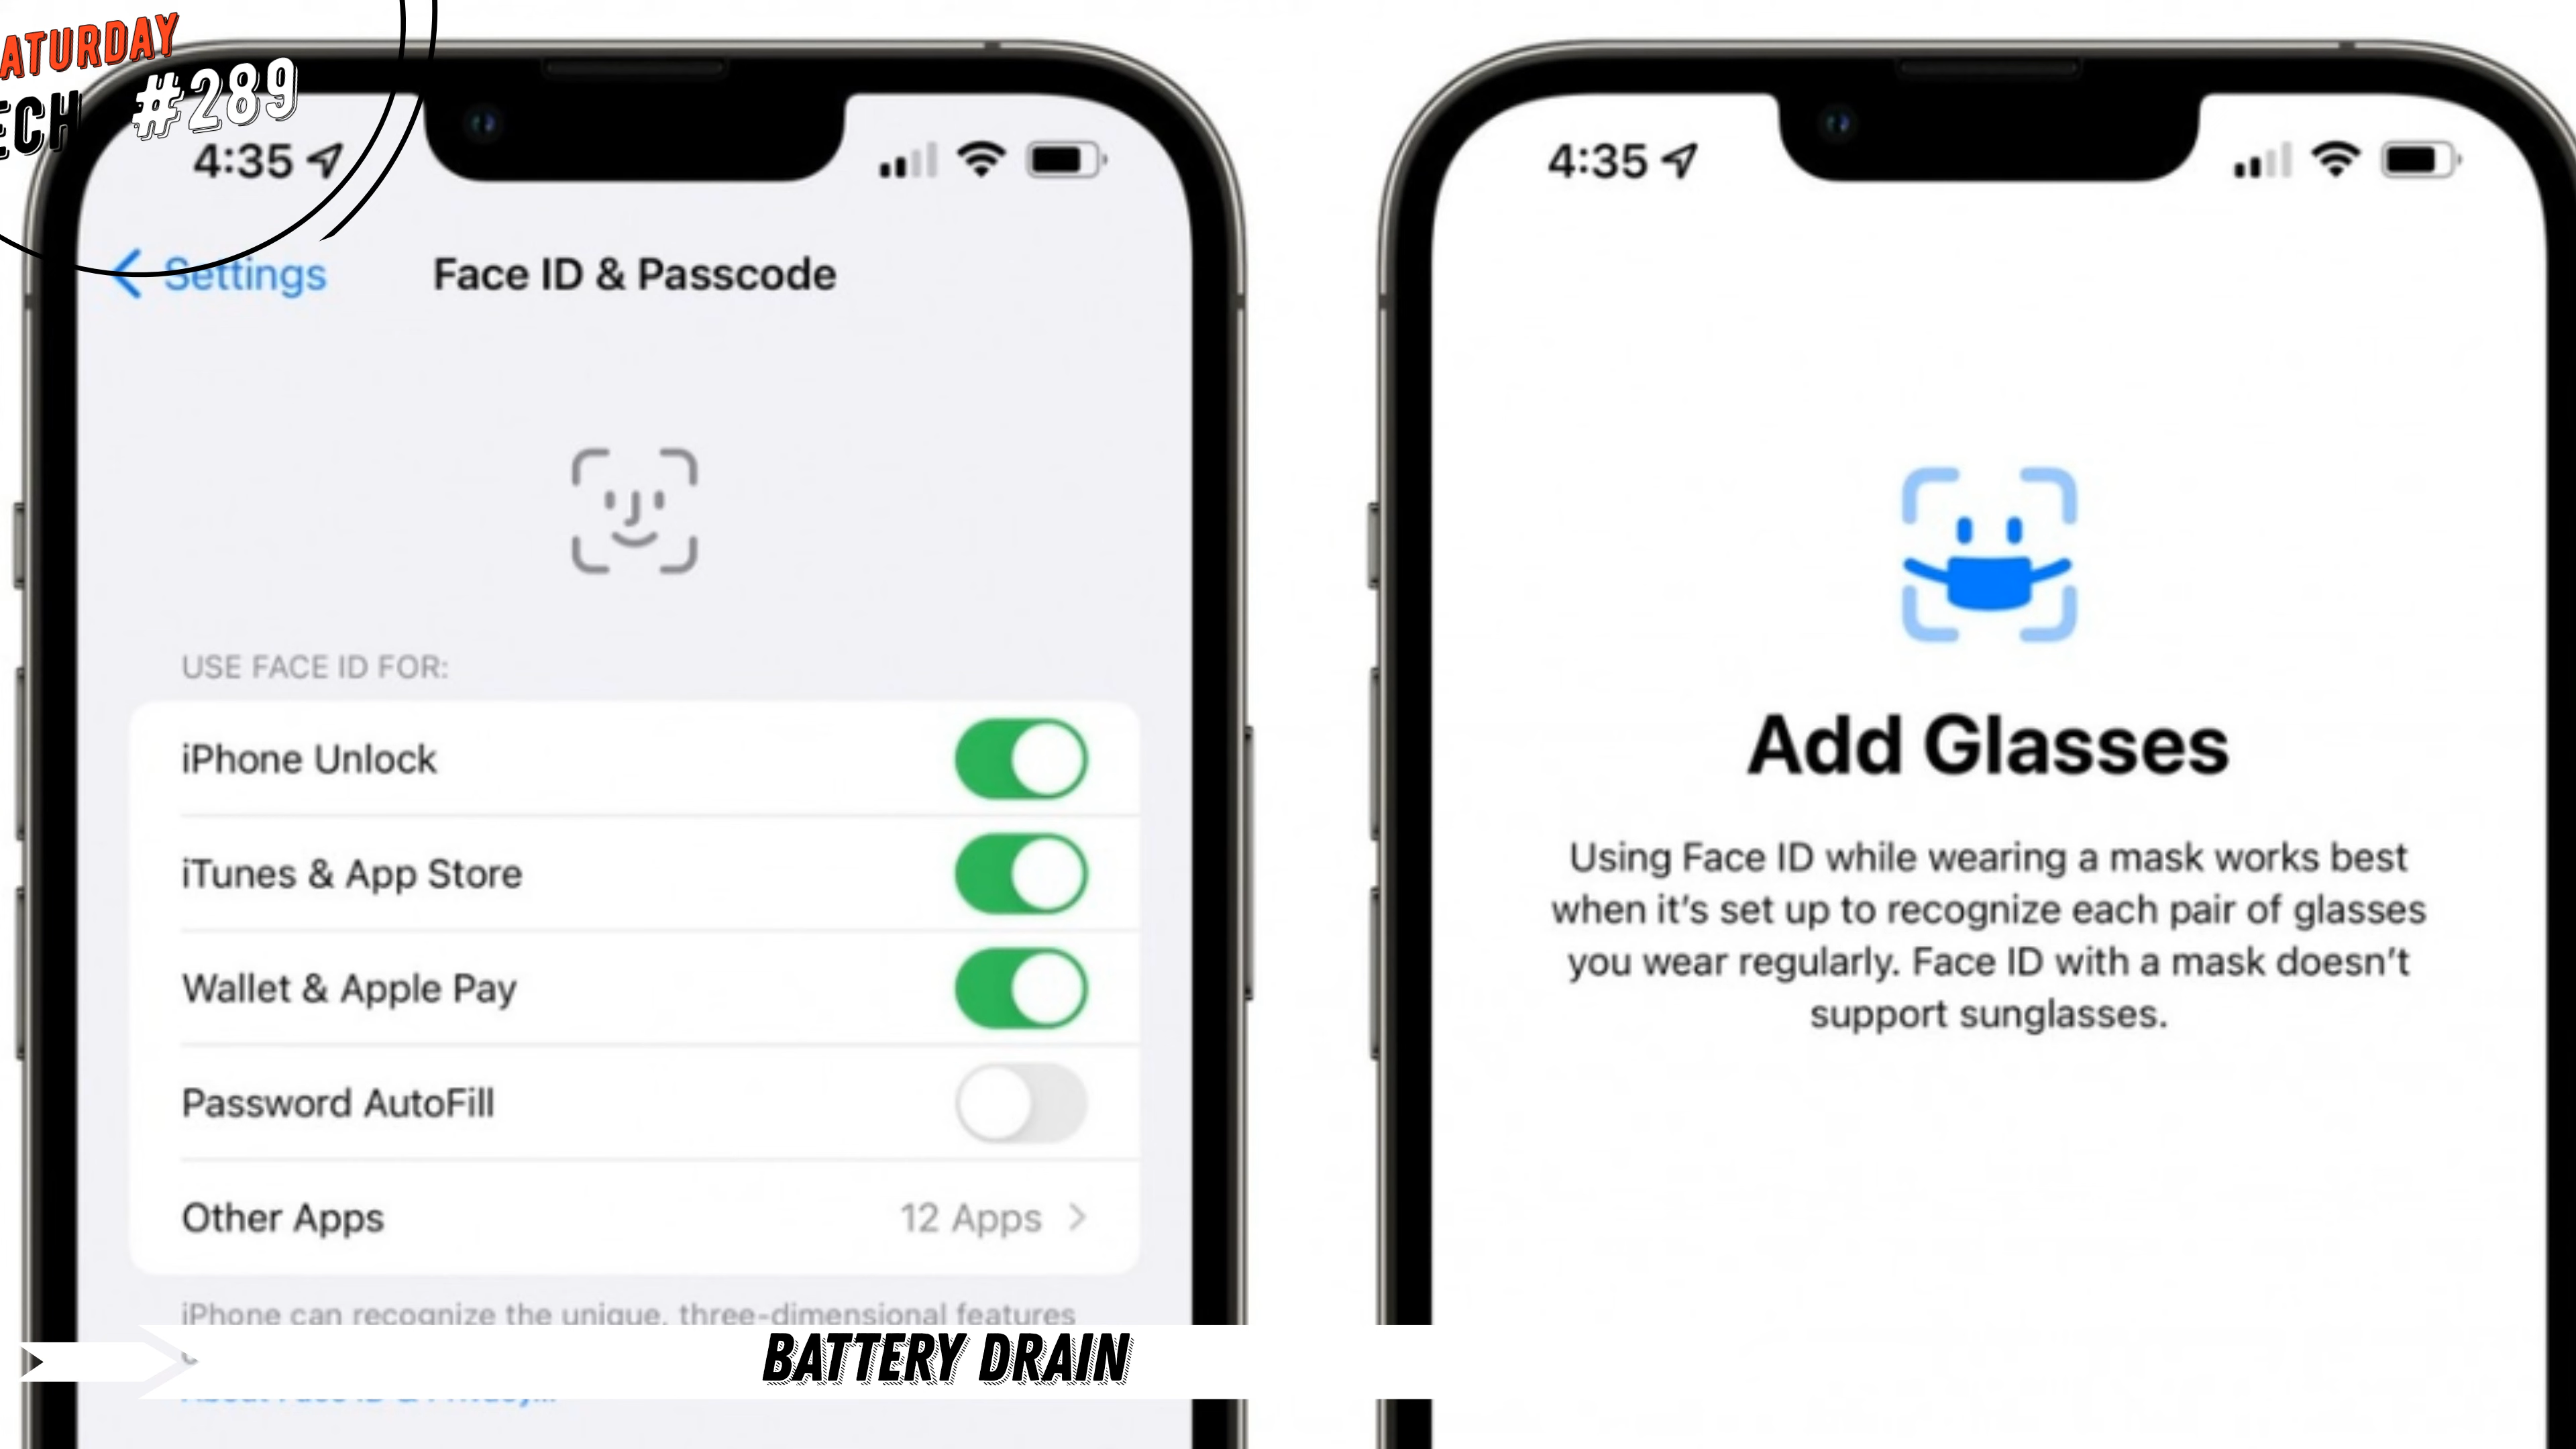 ATURDAY
ECH #289
4:35
Settings
Face ID & Passcode
USE FACE ID FOR:
iPhone Unlock
iTunes & App Store
Wallet & Apple Pay
Password AutoFill
Other Apps
12 Apps
iPhone can recognize the unique, three-dimensional features
BATTERY DRAIN
4:35
Add Glasses
Using Face ID while wearing a mask works best
when it's set up to recognize each pair of glasses
you wear regularly. Face ID with a mask doesn't
support sunglasses.